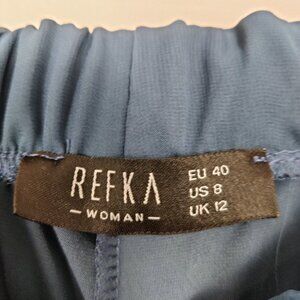 REFKA
— WOMAN —
EU 40
US 8
UK 12